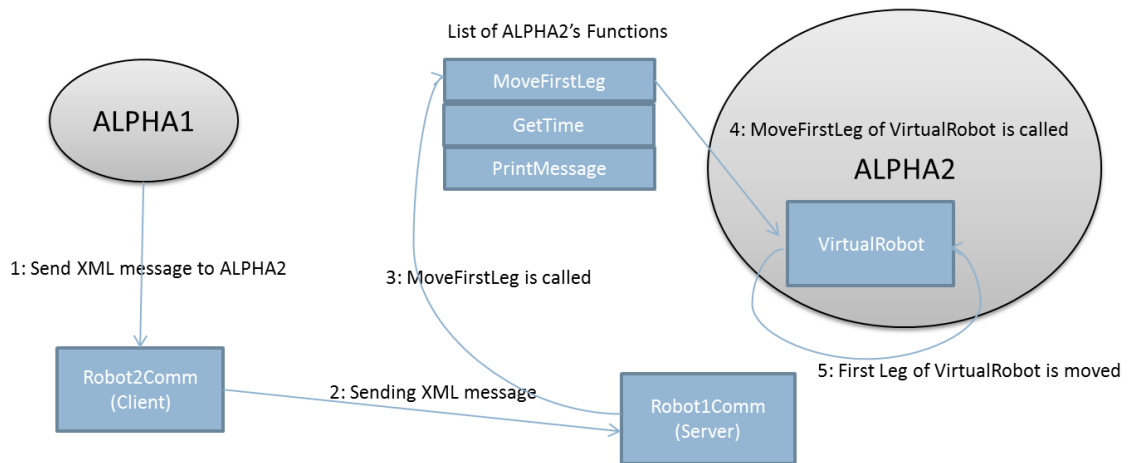 List of ALPHA2's Functions
MoveFirstLeg
GetTime
PrintMessage
ALPHA1
4: MoveFirstLeg of VirtualRobot is called
ALPHA2
VirtualRobot
1: Send XML message to ALPHA2
3: MoveFirstLeg is called
5: First Leg of VirtualRobot is moved
Robot2Comm
(Client)
2: Sending XML message
Robot1Comm
(Server)